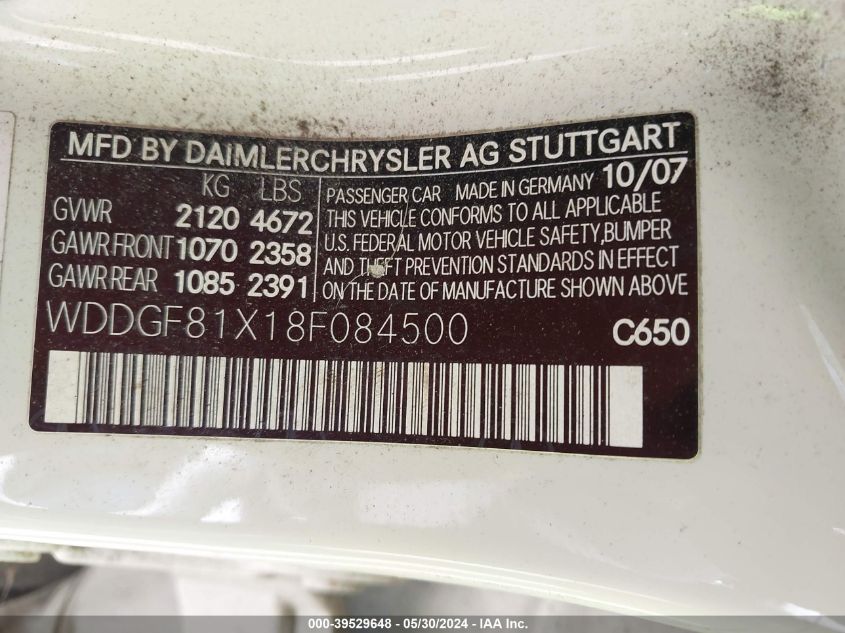 MFD BY DAIMLERCHRYSLER AG STUTTGART
KG LBS
GVWR 2120 4672
GAWR FRONT 1070 2358
GAWR REAR 1085 2391
PASSENGER CAR MADE IN GERMANY 10/07
THIS VEHICLE CONFORMS TO ALL APPLICABLE
U.S. FEDERAL MOTOR VEHICLE SAFETY,BUMPER
AND THEFT PREVENTION STANDARDS IN EFFECT
ON THE DATE OF MANUFACTURE SHOWN ABOVE
WDDGF81X18F084500
C650
000-39529648 - 05/30/2024 - IAA, Inc.